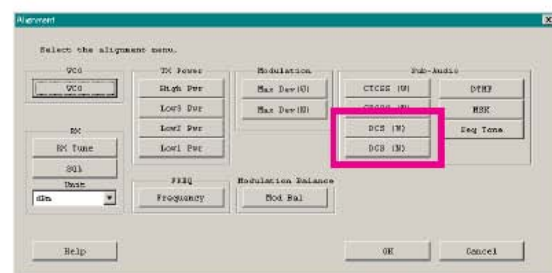 Alignment
Select the alignment menu.
VCO
VCO
RX
RX Tune
SQL
Unit
dBm
TX Power
High Pwr
Low3 Pwr
Low2 Pwr
Low1 Pwr
FREQ
Frequency
Modulation
Max Dev(W)
Max Dev(N)
Modulation Balance
Mod Bal
Sub-Audio
CTCSS (W)
CTCSS (N)
DCS (W)
DCS (N)
DTMF
MSK
Seq Tone
Help
OK
Cancel